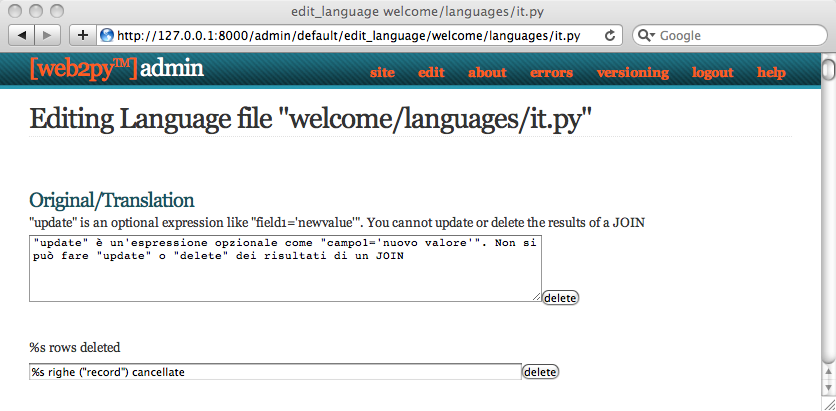 edit_language welcome/languages/it.py
http://127.0.0.1:8000/admin/default/edit_language/welcome/languages/it.py
Google
[web2py™] admin
site edit about errors versioning logout help
Editing Language file "welcome/languages/it.py"
Original/Translation
"update" is an optional expression like "field1='newvalue'". You cannot update or delete the results of a JOIN
"update" è un'espressione opzionale come "campo1='nuovo valore'". Non si
può fare "update" o "delete" dei risultati di un JOIN
delete
%s rows deleted
%s righe ("record") cancellate
delete